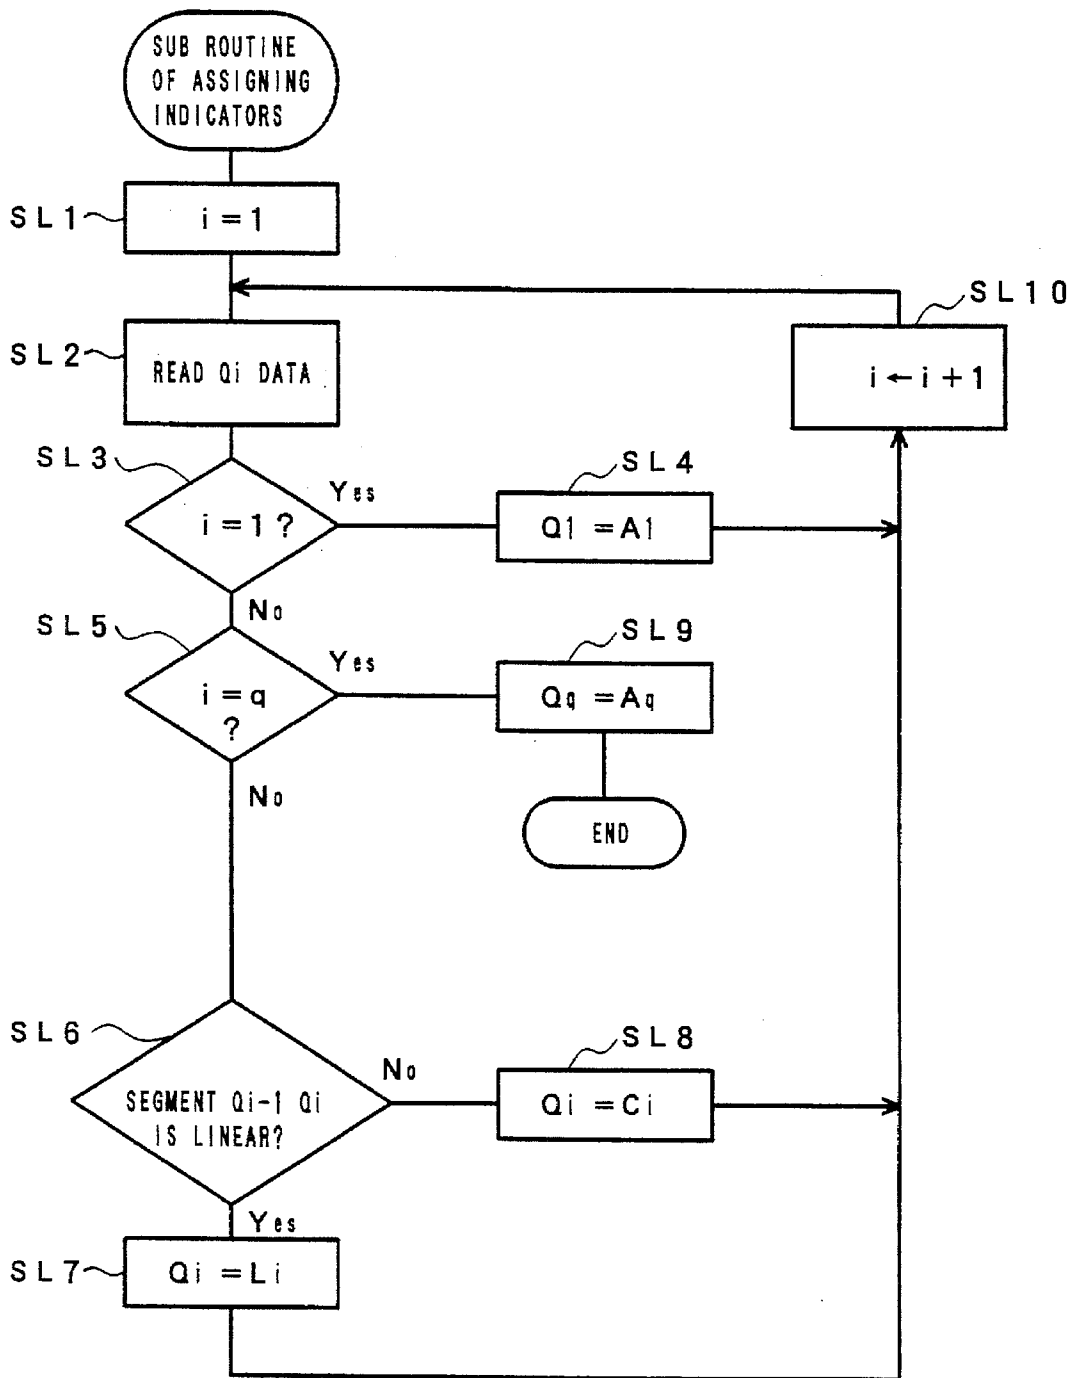 SUB ROUTINE
OF ASSIGNING
INDICATORS
SL1
i = 1
SL10
i ← i + 1
SL2
READ Qi DATA
SL3
i = 1 ?
Yes
SL4
Q1 = A1
No
SL5
i = q
?
Yes
SL9
Qq = Aq
No
END
SL6
SEGMENT Qi-1 Qi
IS LINEAR?
No
SL8
Qi = Ci
Yes
SL7
Qi = Li